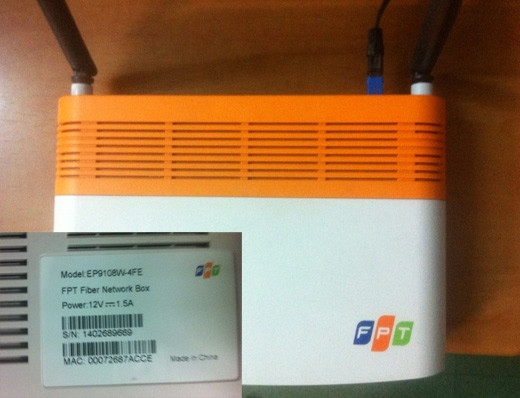 FPT
Model:EP9108W-4FE
FPT
FPT Fiber Network Box
Power:12V⎓1.5A
S/N: 1402689669
MAC: 00072687ACCE
Made in China